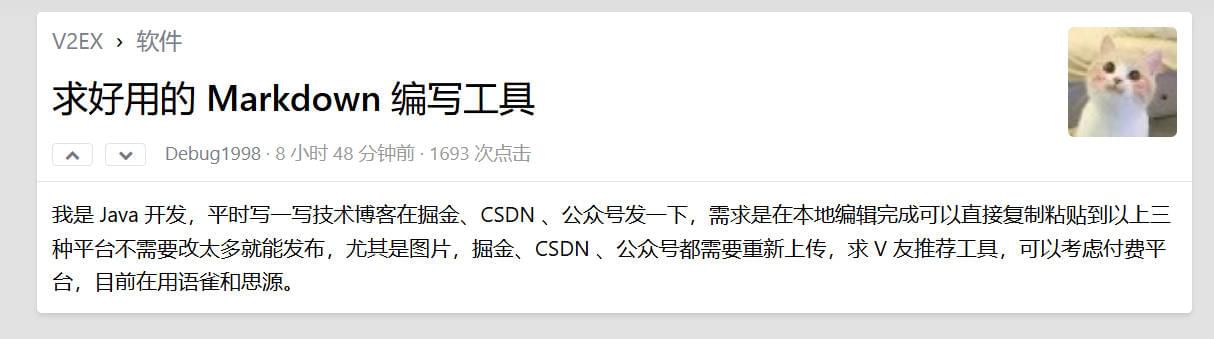 V2EX › 软件
求好用的 Markdown 编写工具
Debug1998 · 8 小时 48 分钟前 · 1693 次点击
我是 Java 开发，平时写一写技术博客在掘金、CSDN 、公众号发一下，需求是在本地编辑完成可以直接复制粘贴到以上三
种平台不需要改太多就能发布，尤其是图片，掘金、CSDN 、公众号都需要重新上传，求 V 友推荐工具，可以考虑付费平
台，目前在用语雀和思源。